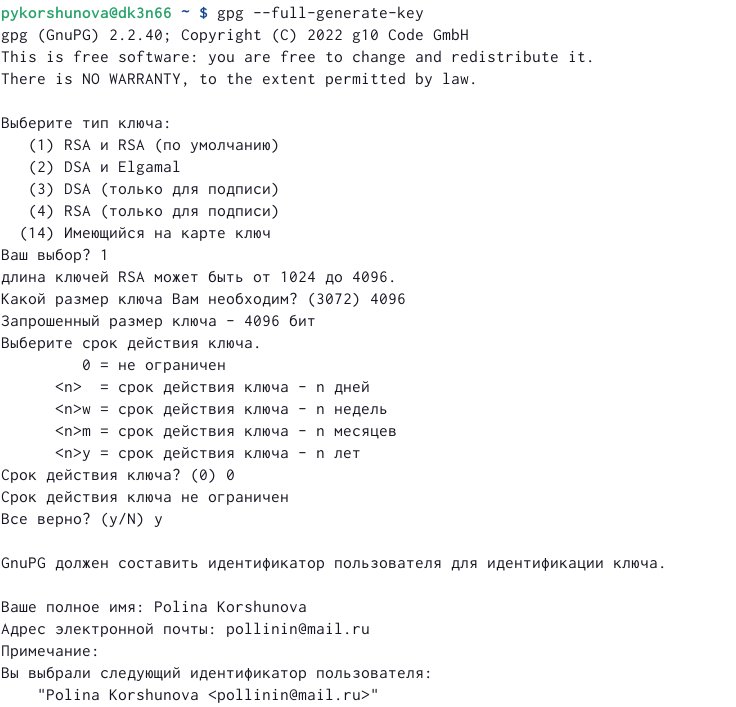 pykorshunova@dk3n66 ~ $ gpg --full-generate-key
gpg (GnuPG) 2.2.40; Copyright (C) 2022 g10 Code GmbH
This is free software: you are free to change and redistribute it.
There is NO WARRANTY, to the extent permitted by law.

Выберите тип ключа:
   (1) RSA и RSA (по умолчанию)
   (2) DSA и Elgamal
   (3) DSA (только для подписи)
   (4) RSA (только для подписи)
  (14) Имеющийся на карте ключ
Ваш выбор? 1
длина ключей RSA может быть от 1024 до 4096.
Какой размер ключа Вам необходим? (3072) 4096
Запрошенный размер ключа - 4096 бит
Выберите срок действия ключа.
         0 = не ограничен
      <n>  = срок действия ключа - n дней
      <n>w = срок действия ключа - n недель
      <n>m = срок действия ключа - n месяцев
      <n>y = срок действия ключа - n лет
Срок действия ключа? (0) 0
Срок действия ключа не ограничен
Все верно? (y/N) y

GnuPG должен составить идентификатор пользователя для идентификации ключа.

Ваше полное имя: Polina Korshunova
Адрес электронной почты: pollinin@mail.ru
Примечание:
Вы выбрали следующий идентификатор пользователя:
    "Polina Korshunova <pollinin@mail.ru>"